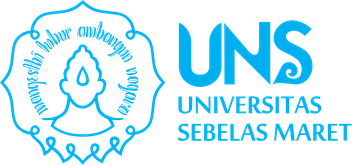 mangesthi luhur ambangun nagara
UNS
UNIVERSITAS
SEBELAS MARET